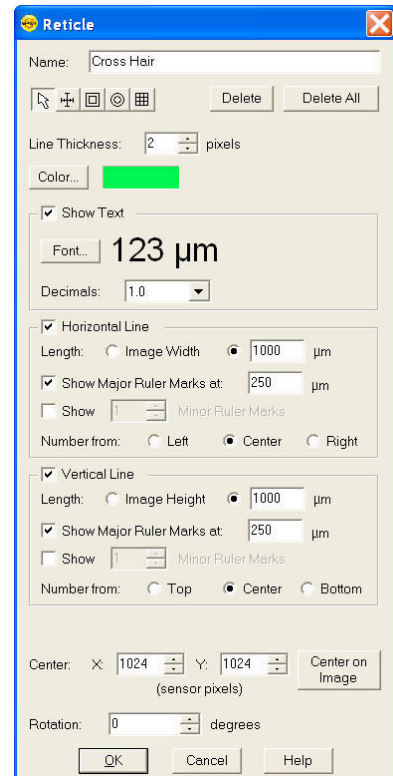 Reticle
Name: Cross Hair
Delete Delete All
Line Thickness: 2 pixels
Color...
Show Text
Font... 123 µm
Decimals: 1.0
Horizontal Line
Length: Image Width 1000 µm
Show Major Ruler Marks at: 250 µm
Show 1 Minor Ruler Marks
Number from: Left Center Right
Vertical Line
Length: Image Height 1000 µm
Show Major Ruler Marks at: 250 µm
Show 1 Minor Ruler Marks
Number from: Top Center Bottom
Center: X: 1024 Y: 1024 Center on Image
(sensor pixels)
Rotation: 0 degrees
OK Cancel Help